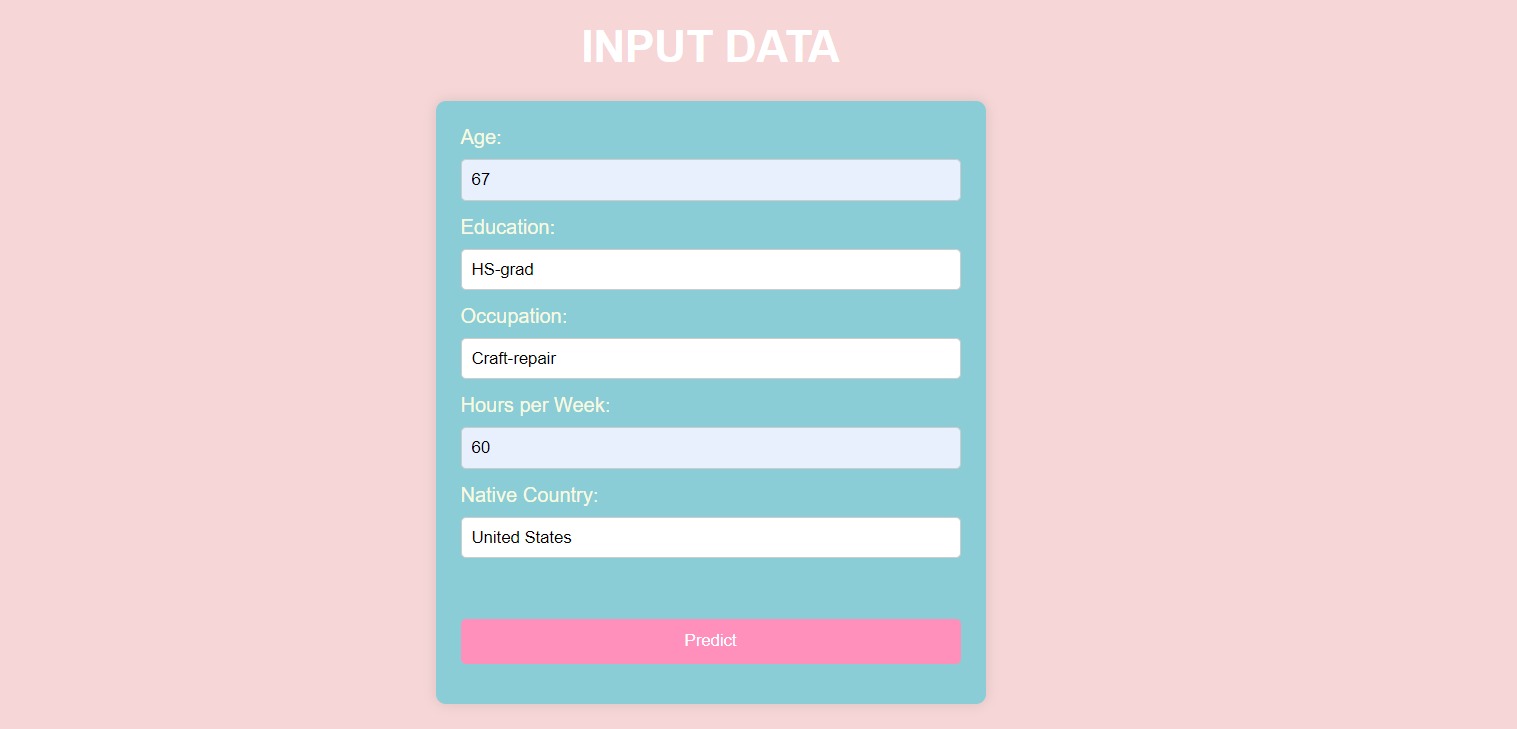 INPUT DATA
Age:
67
Education:
HS-grad
Occupation:
Craft-repair
Hours per Week:
60
Native Country:
United States
Predict